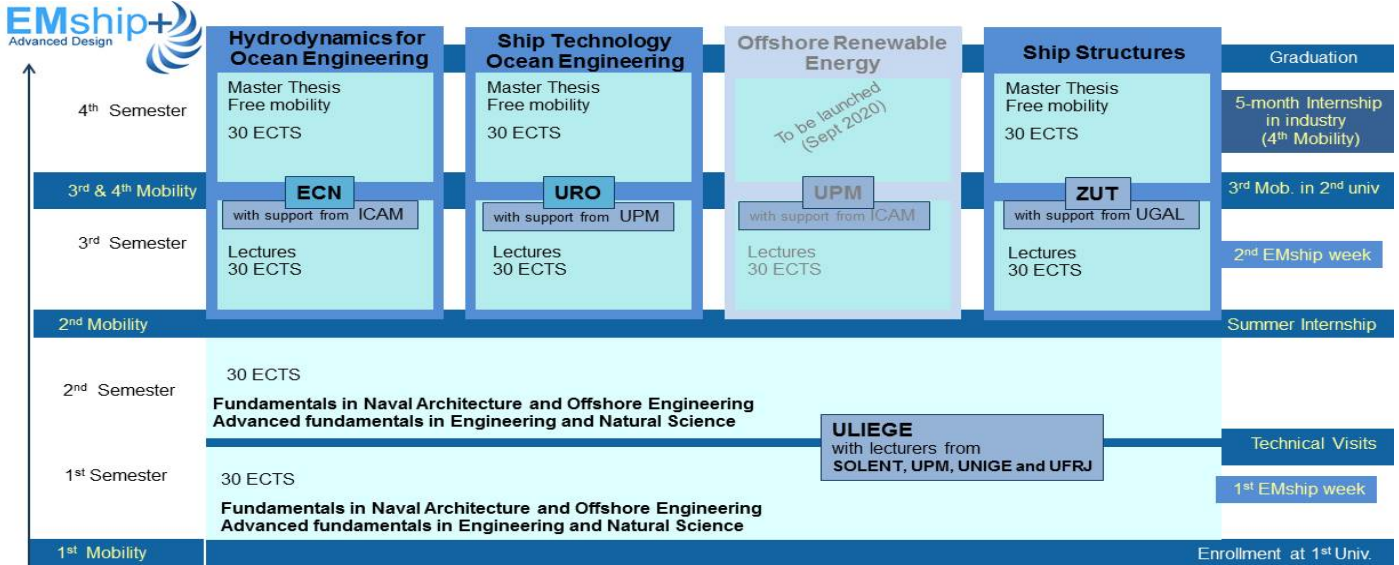 EMship+
Advanced Design
Hydrodynamics for
Ocean Engineering
Ship Technology
Ocean Engineering
Offshore Renewable
Energy
Ship Structures
Graduation
4th Semester
Master Thesis
Free mobility
30 ECTS
Master Thesis
Free mobility
30 ECTS
To be launched
(Sept 2020)
Master Thesis
Free mobility
30 ECTS
5-month Internship
in industry
(4th Mobility)
3rd & 4th Mobility
ECN
URO
UPM
ZUT
3rd Mob. in 2nd univ
with support from ICAM
with support from UPM
with support from ICAM
with support from UGAL
3rd Semester
Lectures
30 ECTS
Lectures
30 ECTS
Lectures
30 ECTS
Lectures
30 ECTS
2nd EMship week
2nd Mobility
Summer Internship
2nd Semester
30 ECTS
Fundamentals in Naval Architecture and Offshore Engineering
Advanced fundamentals in Engineering and Natural Science
ULIEGE
with lecturers from
SOLENT, UPM, UNIGE and UFRJ
Technical Visits
1st Semester
30 ECTS
Fundamentals in Naval Architecture and Offshore Engineering
Advanced fundamentals in Engineering and Natural Science
1st EMship week
1st Mobility
Enrollment at 1st Univ.